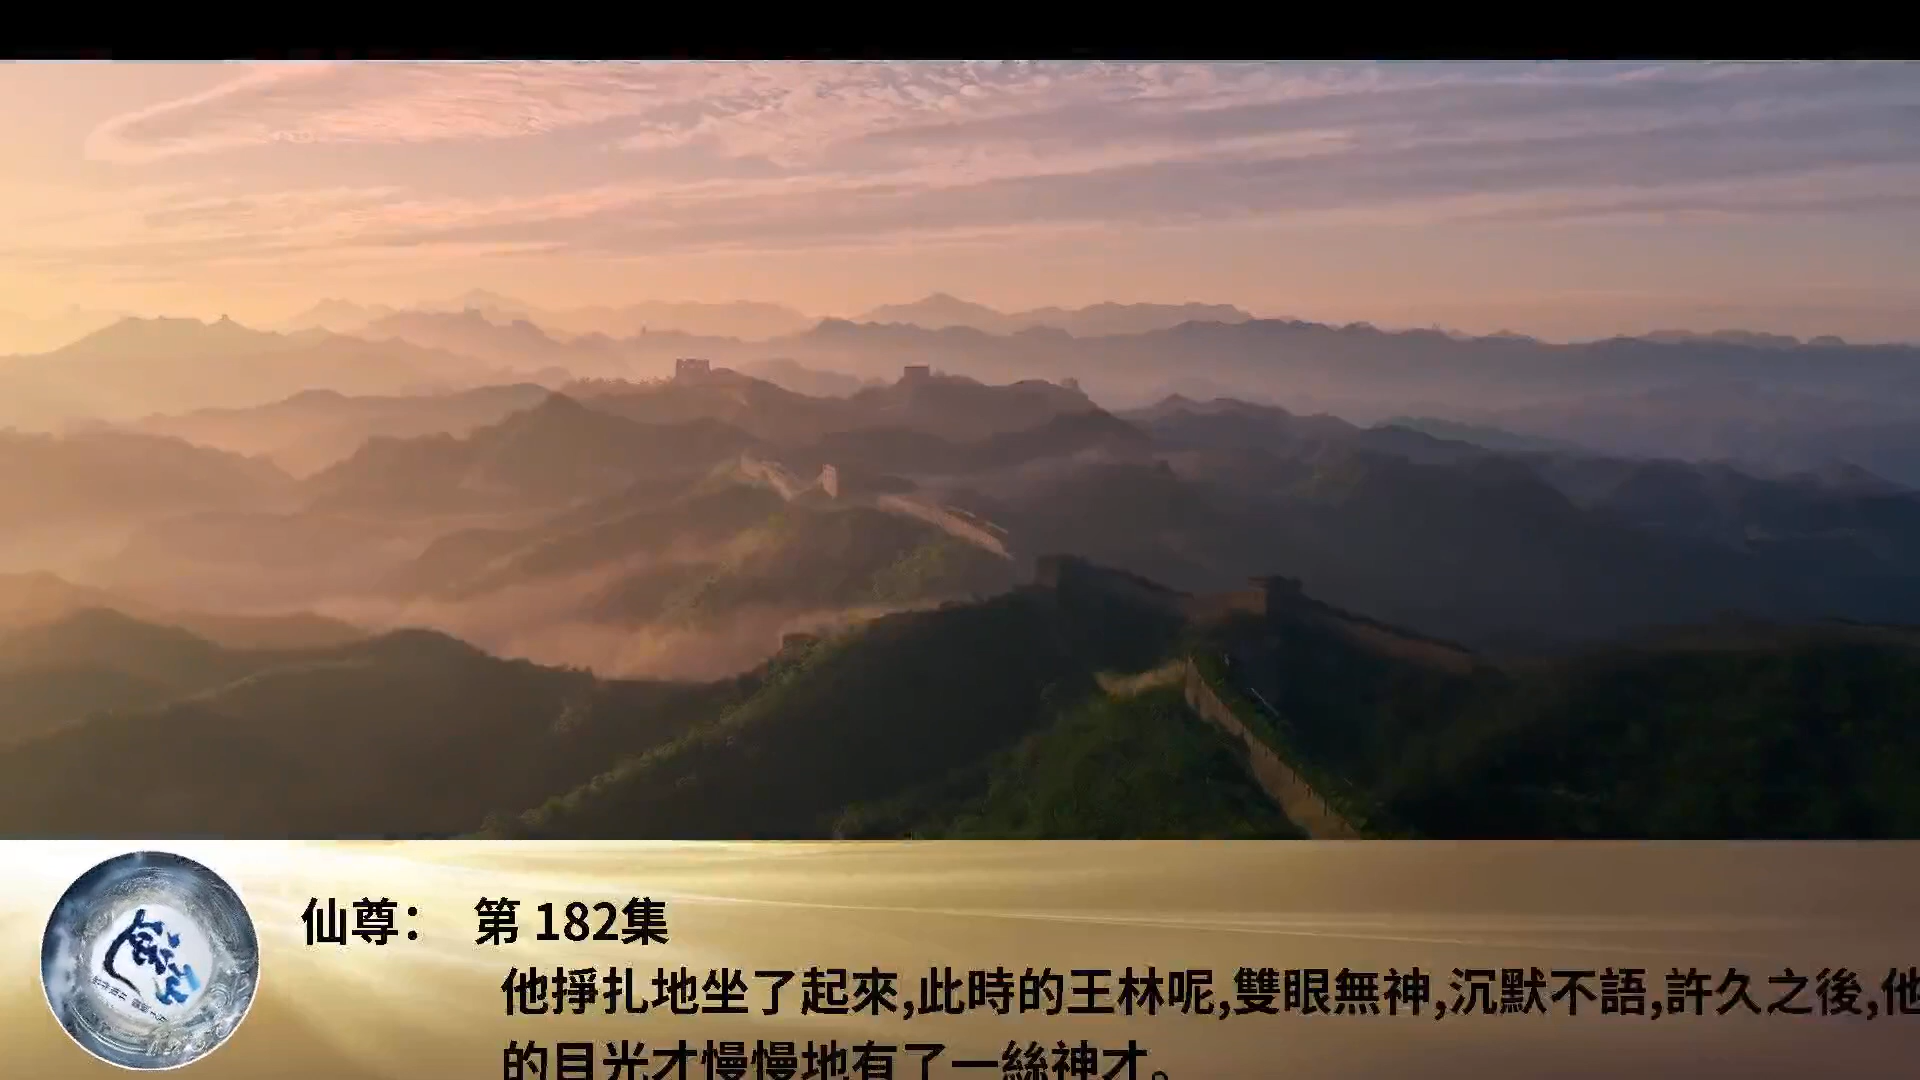 仙尊： 第 182集
他掙扎地坐了起來,此時的王林呢,雙眼無神,沉默不語,許久之後,他
的目光才慢慢地有了一絲神才。